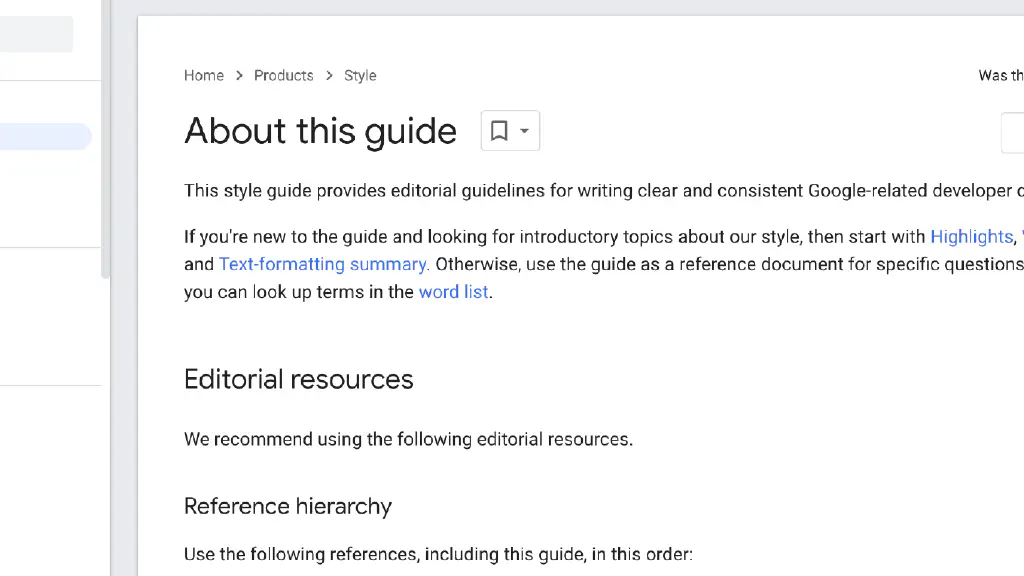 Home > Products > Style
Was th
About this guide
This style guide provides editorial guidelines for writing clear and consistent Google-related developer
If you're new to the guide and looking for introductory topics about our style, then start with Highlights,
and Text-formatting summary. Otherwise, use the guide as a reference document for specific questions
you can look up terms in the word list.
Editorial resources
We recommend using the following editorial resources.
Reference hierarchy
Use the following references, including this guide, in this order: